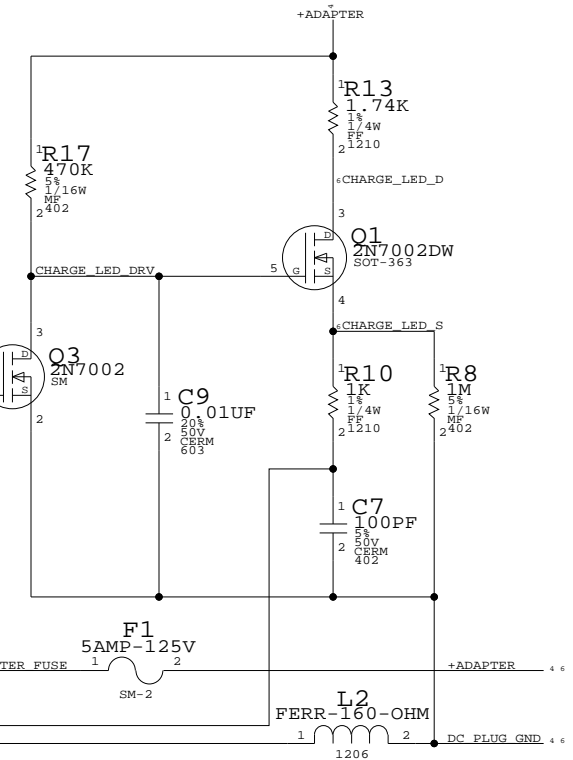 4
+ADAPTER
1
R13
1.74K
1%
1/4W
FF
1210
2
6 CHARGE_LED_D
1
R17
470K
5%
1/16W
MF
402
2
3
D
Q1
2N7002DW
SOT-363
5
G
S
4
CHARGE_LED_DRV
6 CHARGE_LED_S
3
D
Q3
2N7002
SM
S
2
1
R10
1K
1%
1/4W
FF
1210
2
1
R8
1M
5%
1/16W
MF
402
2
1
C9
0.01UF
20%
50V
CERM
603
2
1
C7
100PF
5%
50V
CERM
402
2
F1
5AMP-125V
TER_FUSE
1
2
SM-2
+ADAPTER
4 6
L2
FERR-160-OHM
1
2
1206
DC_PLUG_GND
4 6